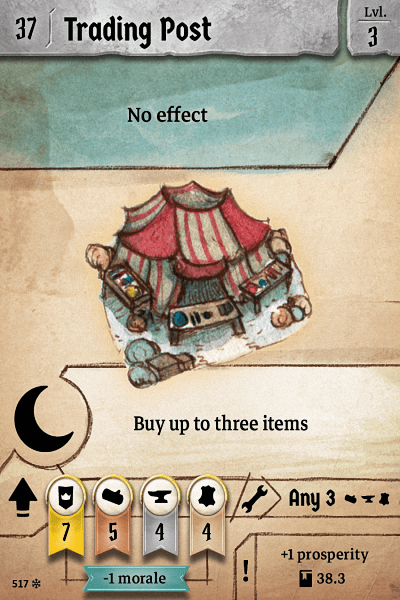 37 Trading Post
Lvl.
3
No effect
Buy up to three items
7 5 4 4
Any 3
-1 morale
+1 prosperity
! 38.3
517